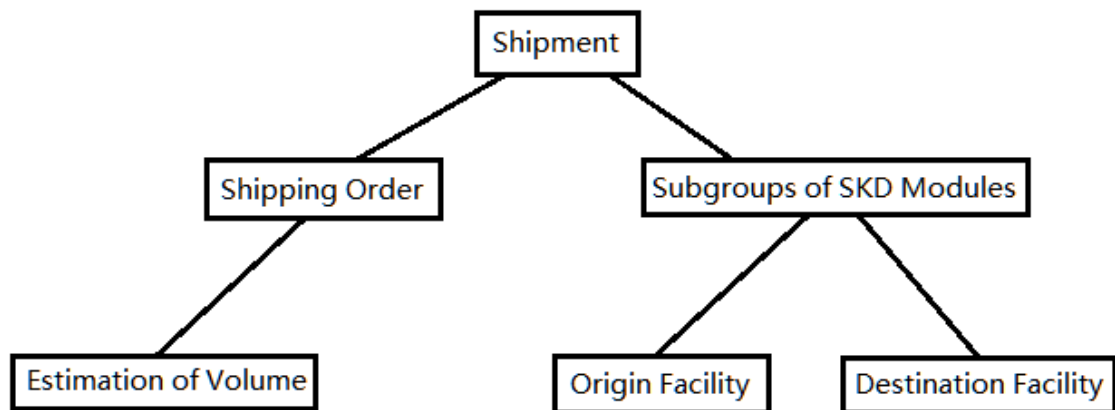 Shipment
Shipping Order
Subgroups of SKD Modules
Estimation of Volume
Origin Facility
Destination Facility